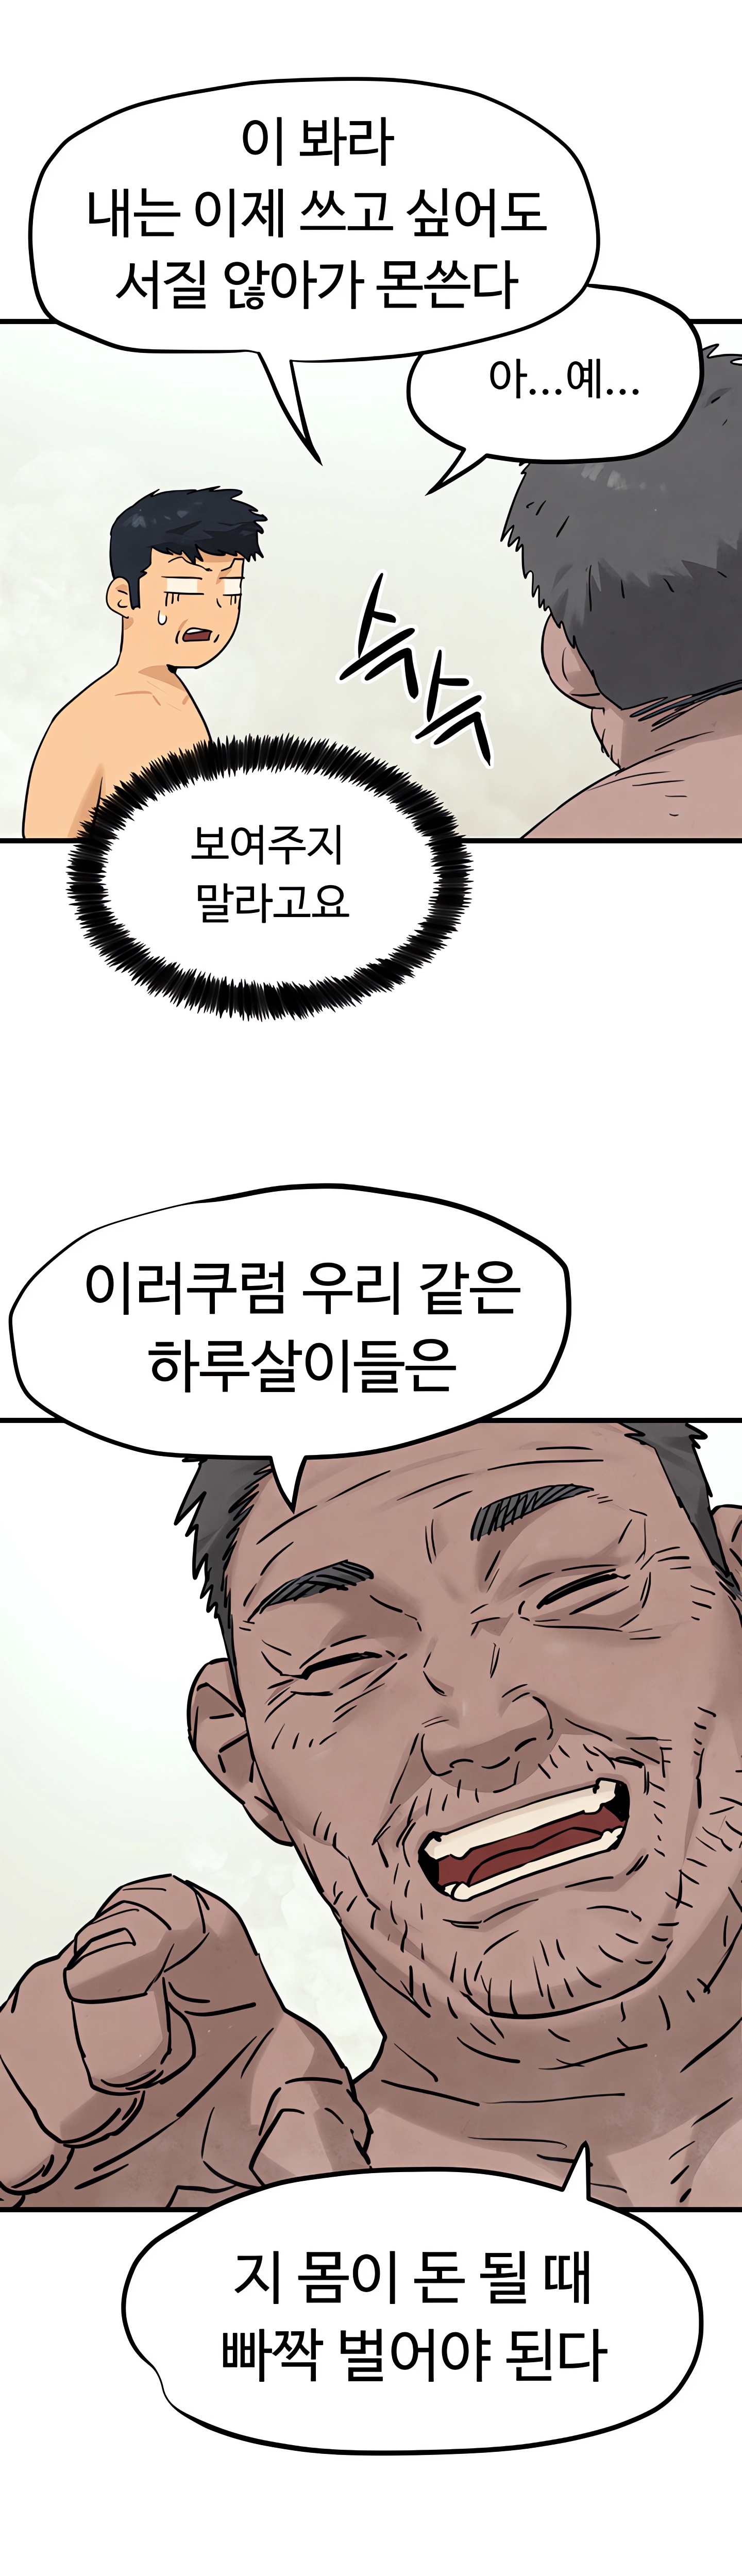 이 봐라
내는 이제 쓰고 싶어도
서질 않아가 몬쓴다
아...예...
스윽
보여주지
말라고요
이러쿠럼 우리 같은
하루살이들은
지 몸이 돈 될 때
빠짝 벌어야 된다